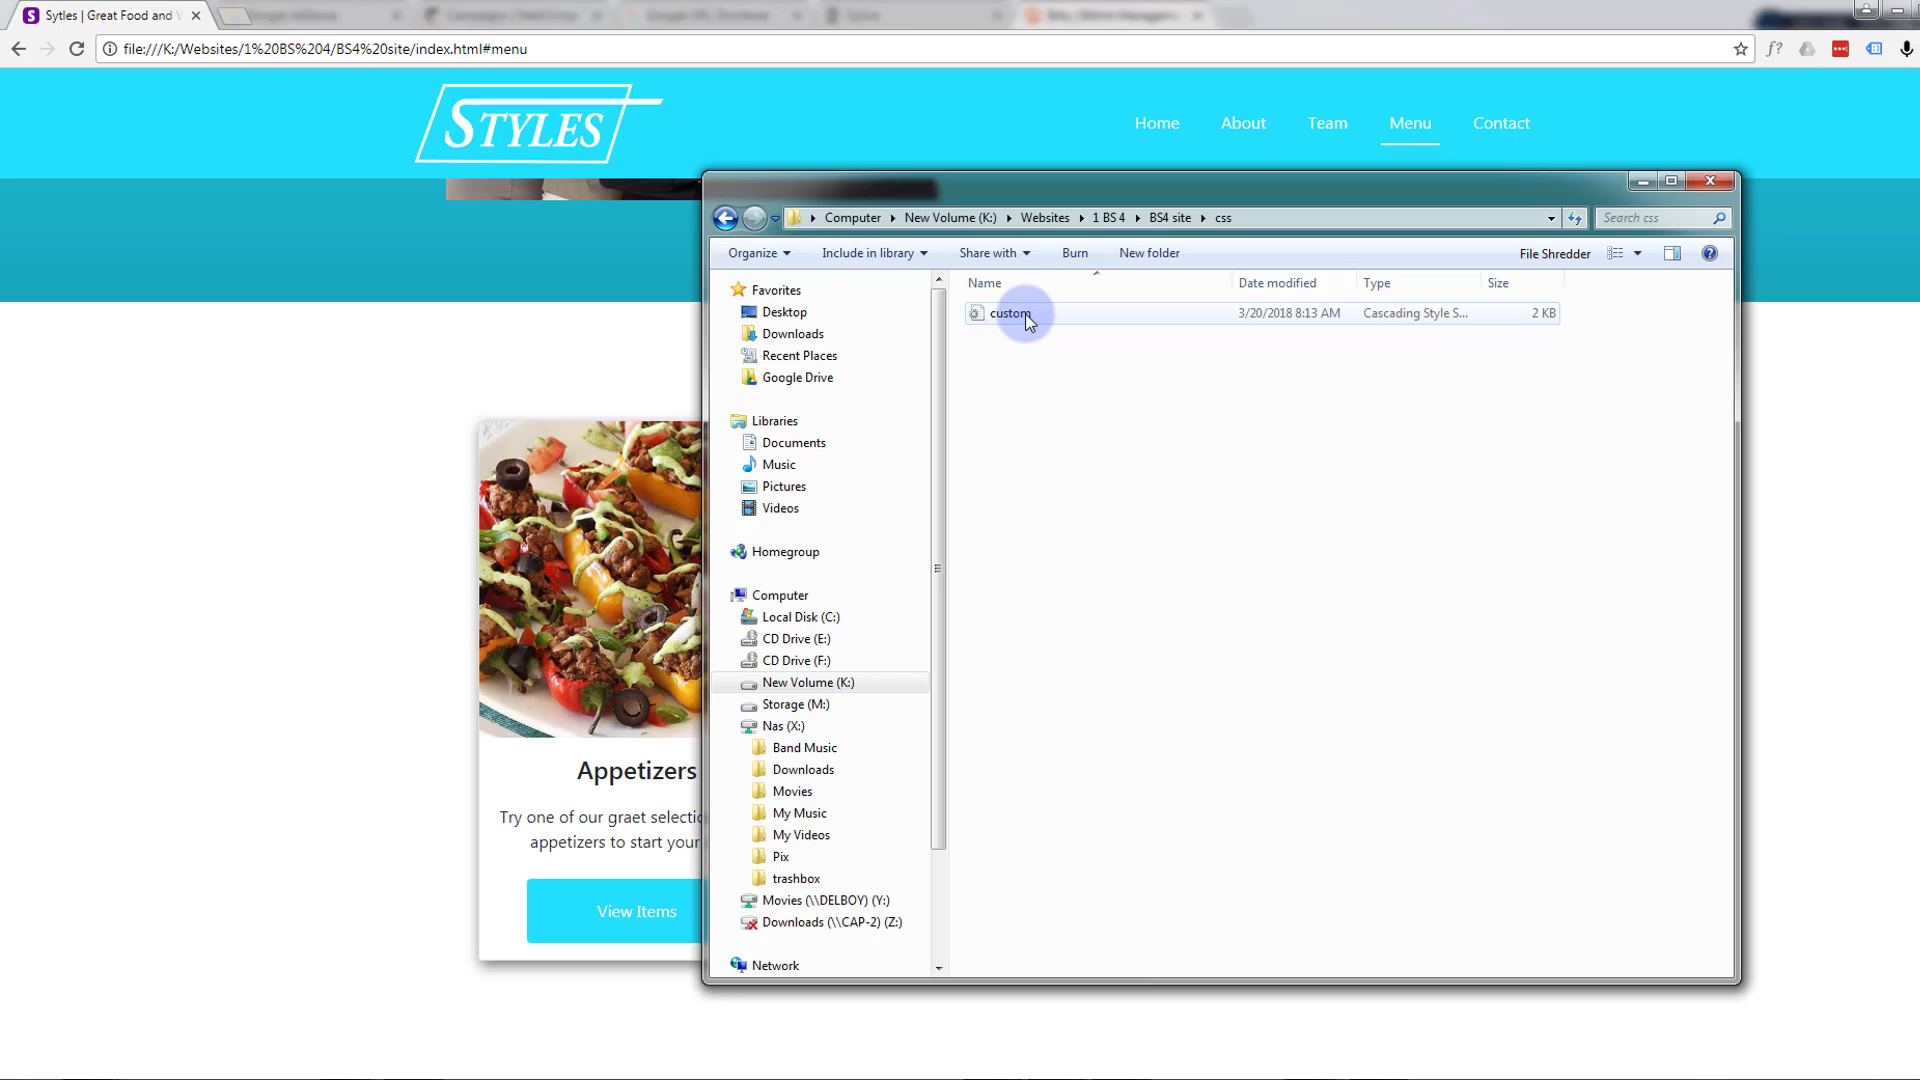 Sytles | Great Food and
file:///K:/Websites/1%20BS%204/BS4%20site/index.html#menu
f?
STYLES
Home About Team Menu Contact
Computer New Volume (K:) Websites 1 BS 4 BS4 site css
Search css
Organize Include in library Share with Burn New folder File Shredder
Name Date modified Type Size
custom 3/20/2018 8:13 AM Cascading Style S... 2 KB
Favorites
Desktop
Downloads
Recent Places
Google Drive
Libraries
Documents
Music
Pictures
Videos
Homegroup
Computer
Local Disk (C:)
CD Drive (E:)
CD Drive (F:)
New Volume (K:)
Storage (M:)
Nas (X:)
Band Music
Downloads
Movies
My Music
My Videos
Pix
trashbox
Movies (\\DELBOY) (Y:)
Downloads (\\CAP-2) (Z:)
Network
Appetizers
Try one of our graet selectio
appetizers to start your
View Items